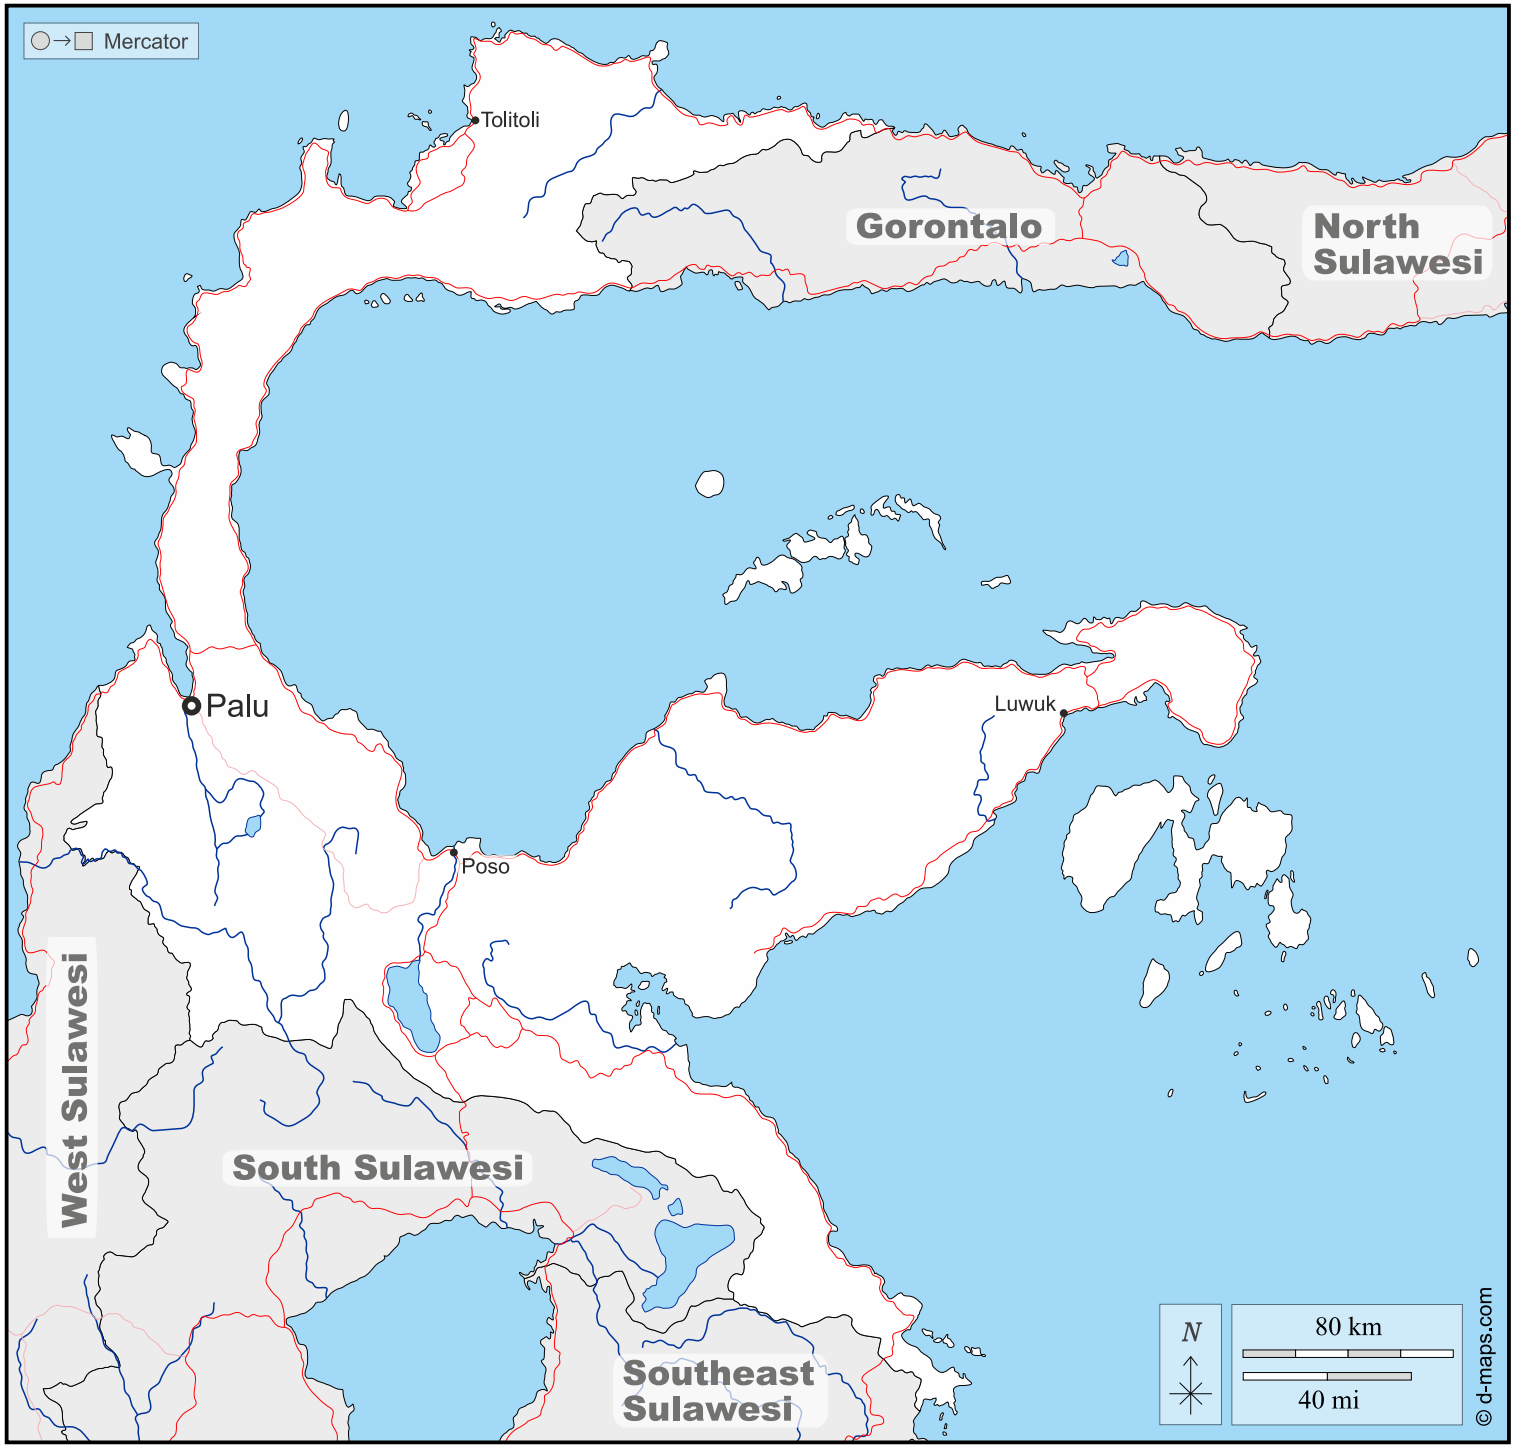 Mercator
Tolitoli
Gorontalo
North
Sulawesi
Palu
Luwuk
Poso
West Sulawesi
South Sulawesi
Southeast
Sulawesi
N
80 km
40 mi
© d-maps.com